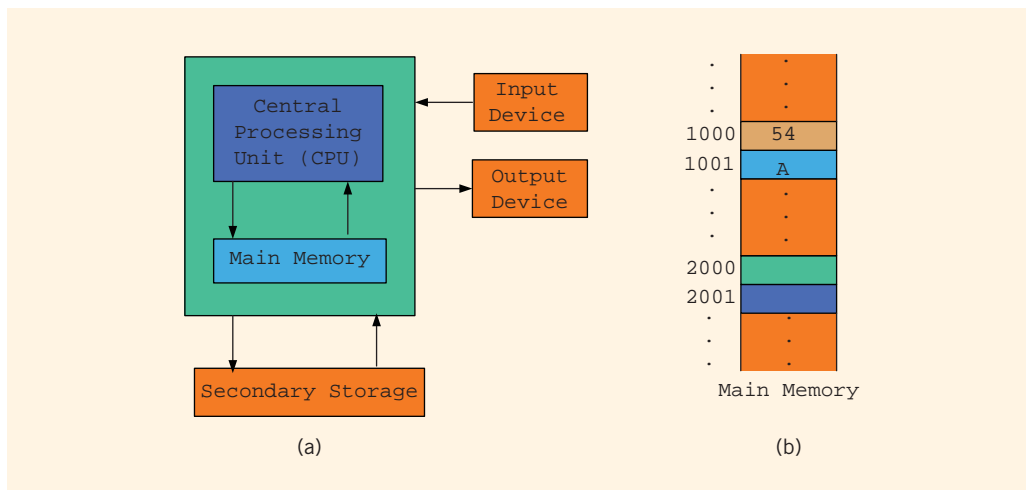 Central
Processing
Unit (CPU)
Main Memory
Input
Device
Output
Device
Secondary Storage
(a)
.
.
.
.
.
.
1000
54
1001
A
.
.
.
.
.
.
2000
2001
.
.
.
.
.
.
Main Memory
(b)